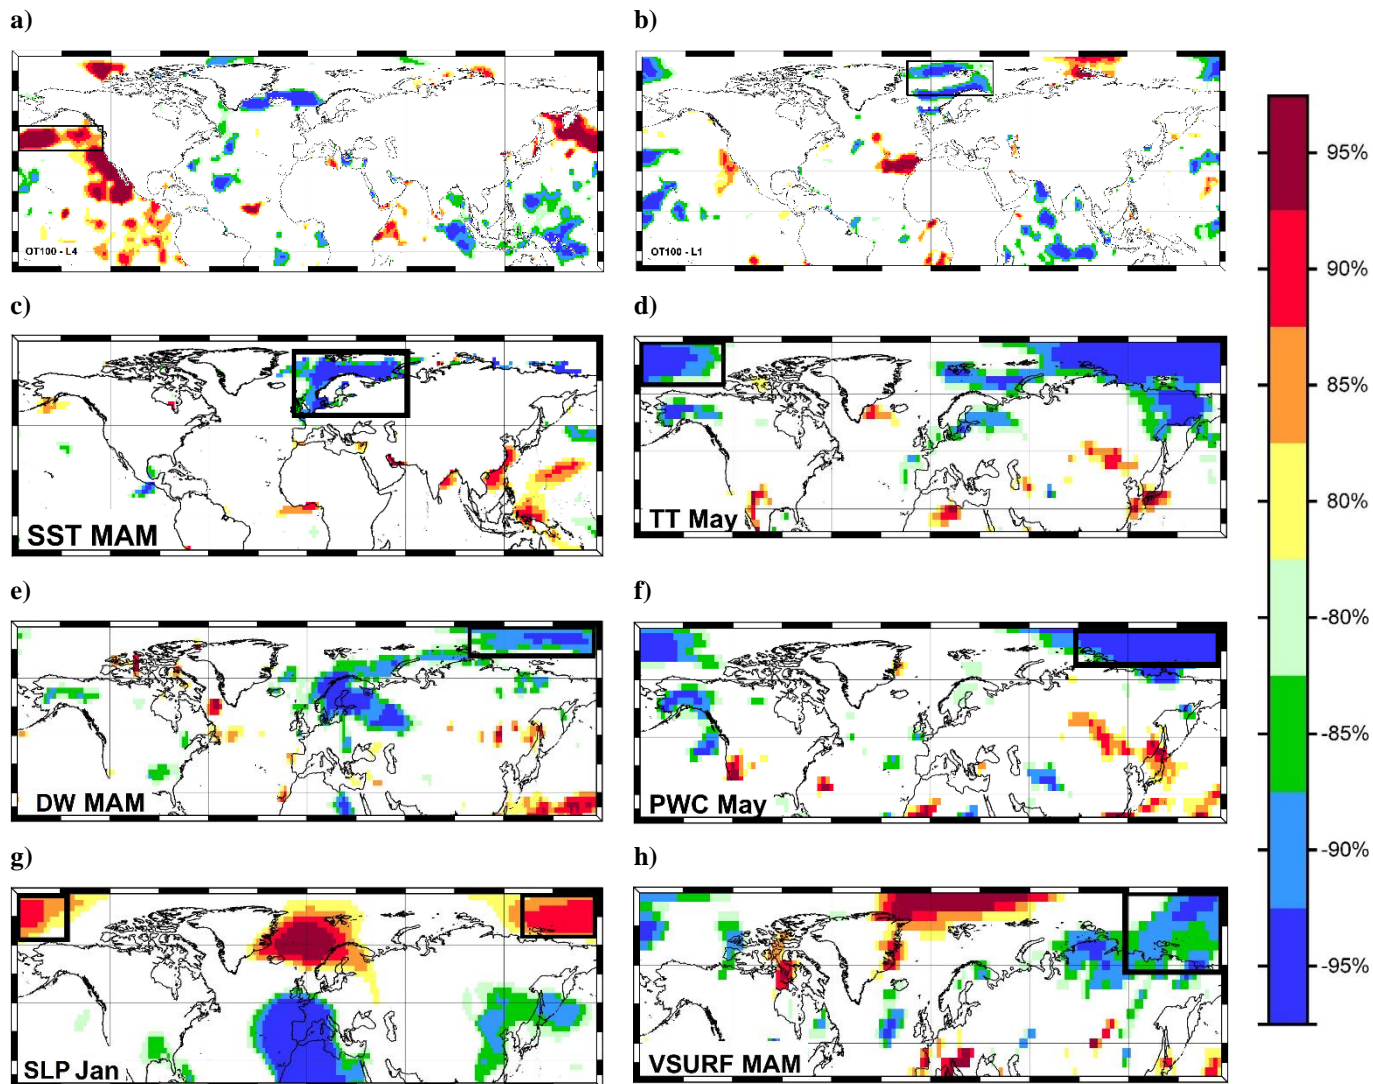 a)
b)
OT100 - L4
OT100 - L1
c)
d)
SST MAM
TT May
e)
f)
DW MAM
PWC May
g)
h)
SLP Jan
VSURF MAM
95%
90%
85%
80%
-80%
-85%
-90%
-95%